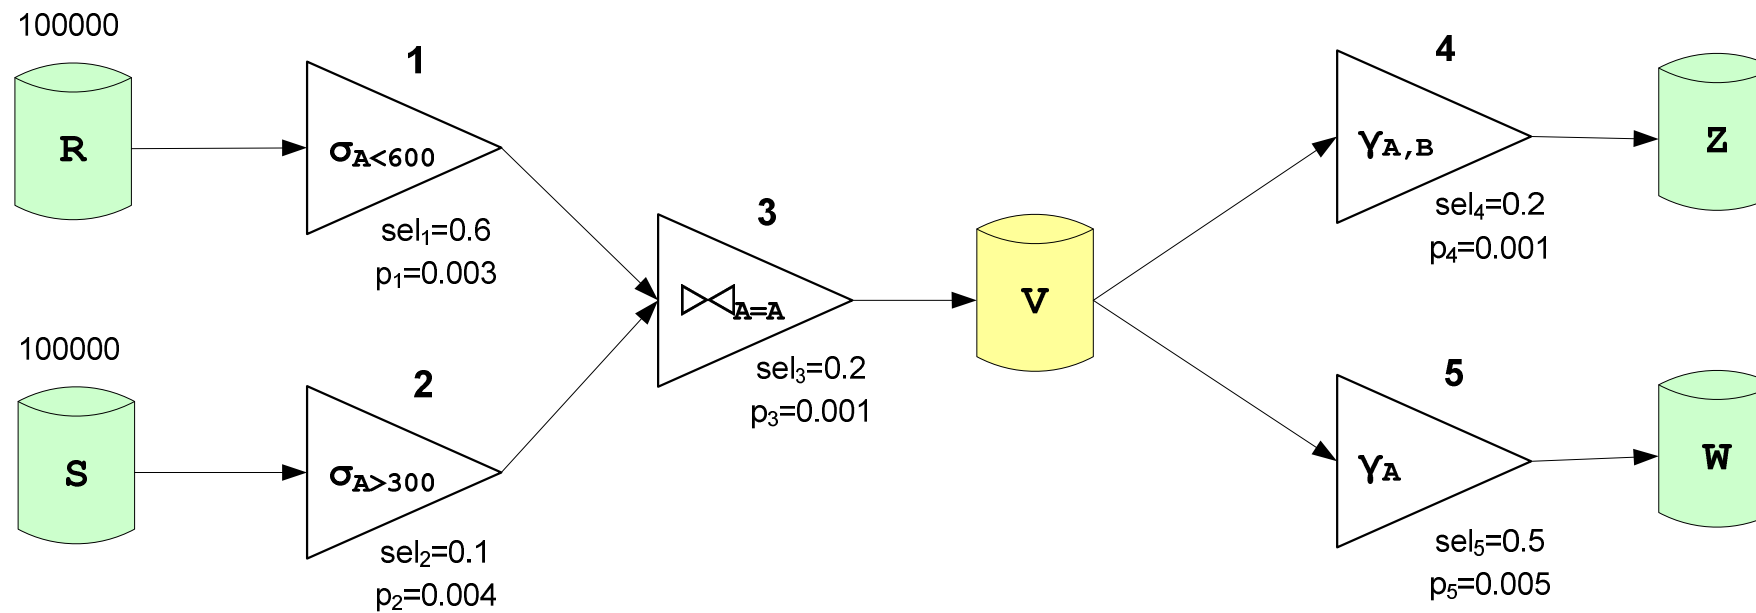 100000
R
1
σA<600
sel1=0.6
p1=0.003
100000
S
2
σA>300
sel2=0.1
p2=0.004
3
⋈A=A
sel3=0.2
p3=0.001
V
4
γA,B
sel4=0.2
p4=0.001
Z
5
γA
sel5=0.5
p5=0.005
W